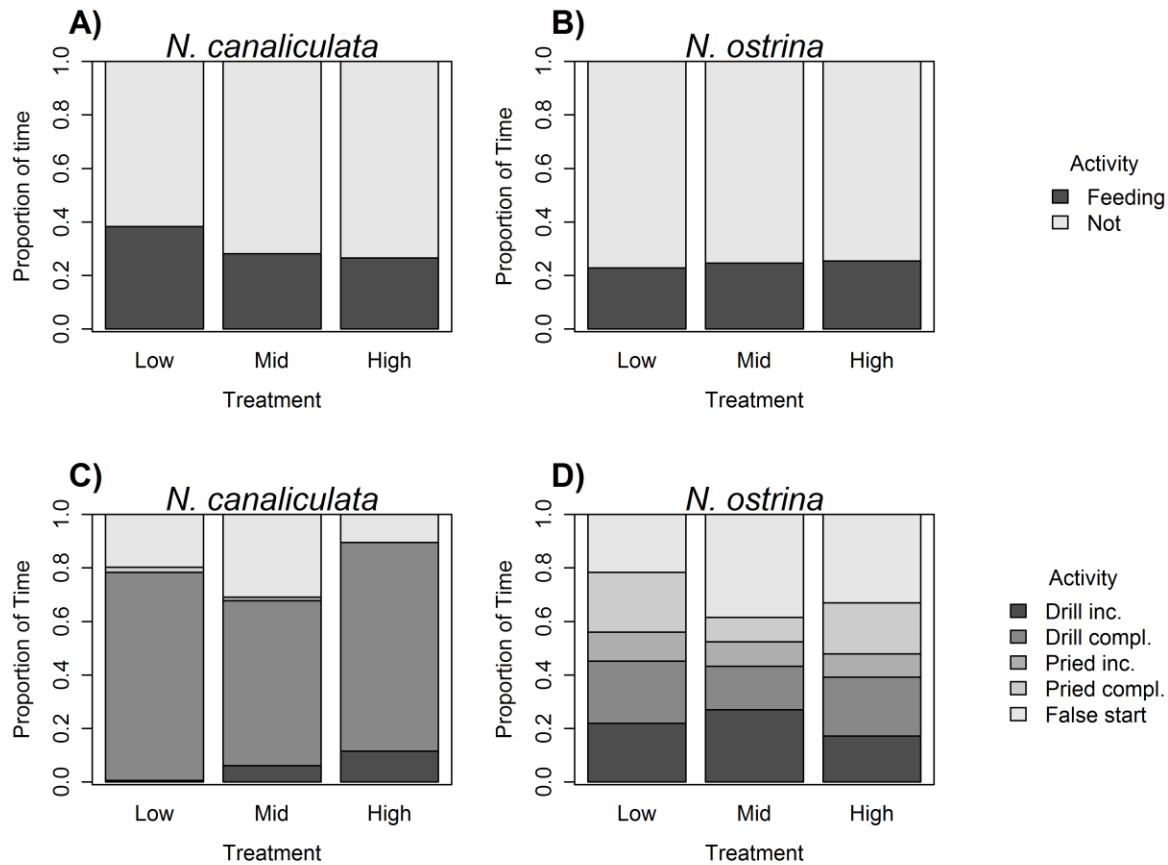 A)
N. canaliculata
Proportion of time
0.0 0.2 0.4 0.6 0.8 1.0
Low Mid High
Treatment
B)
N. ostrina
Proportion of Time
0.0 0.2 0.4 0.6 0.8 1.0
Low Mid High
Treatment
Activity
Feeding
Not
C)
N. canaliculata
Proportion of Time
0.0 0.2 0.4 0.6 0.8 1.0
Low Mid High
Treatment
D)
N. ostrina
Proportion of Time
0.0 0.2 0.4 0.6 0.8 1.0
Low Mid High
Treatment
Activity
Drill inc.
Drill compl.
Pried inc.
Pried compl.
False start